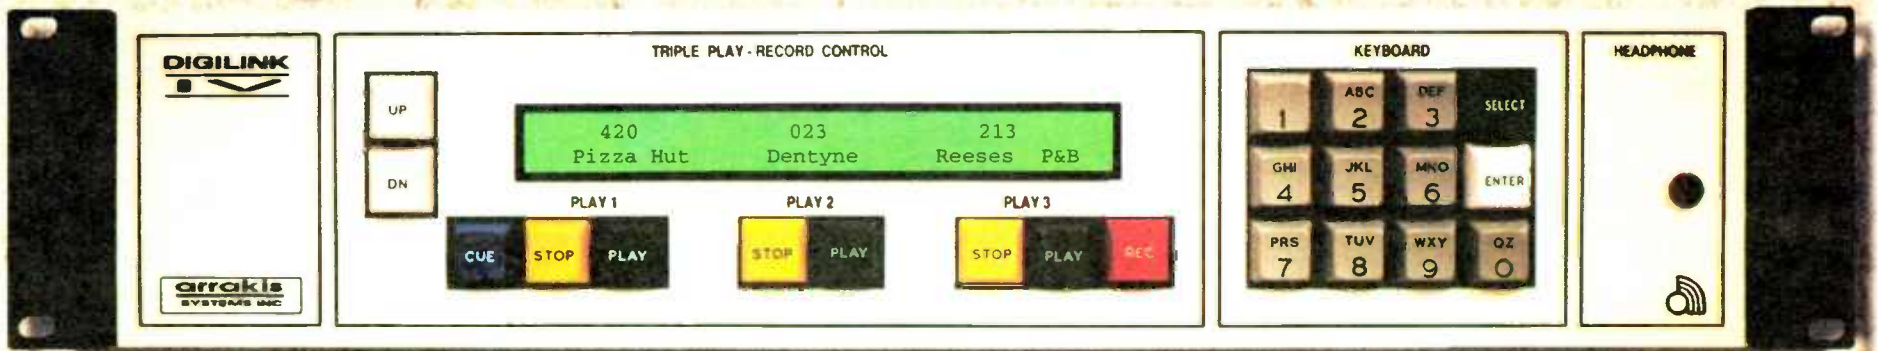 DIGILINK
IV
arrakis
SYSTEMS INC
TRIPLE PLAY - RECORD CONTROL
UP
DN
420 023 213
Pizza Hut Dentyne Reeses P&B
PLAY 1 PLAY 2 PLAY 3
CUE STOP PLAY STOP PLAY STOP PLAY REC
KEYBOARD
1 ABC 2 DEF 3 SELECT
GHI 4 JKL 5 MNO 6 ENTER
PRS 7 TUV 8 WXY 9 QZ 0
HEADPHONE